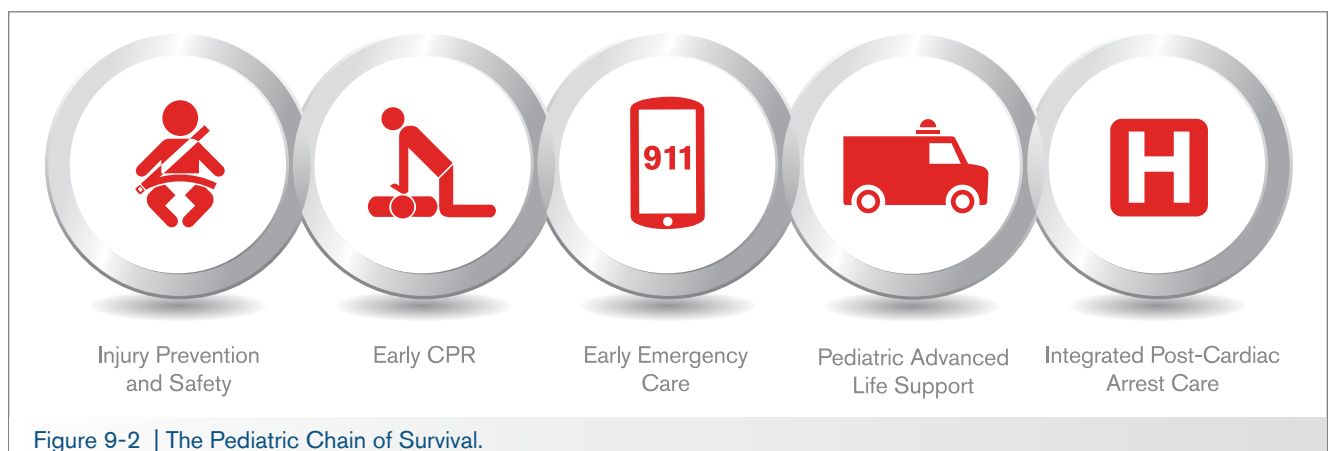 911
H
Injury Prevention
and Safety
Early CPR
Early Emergency
Care
Pediatric Advanced
Life Support
Integrated Post-Cardiac
Arrest Care
Figure 9-2 | The Pediatric Chain of Survival.